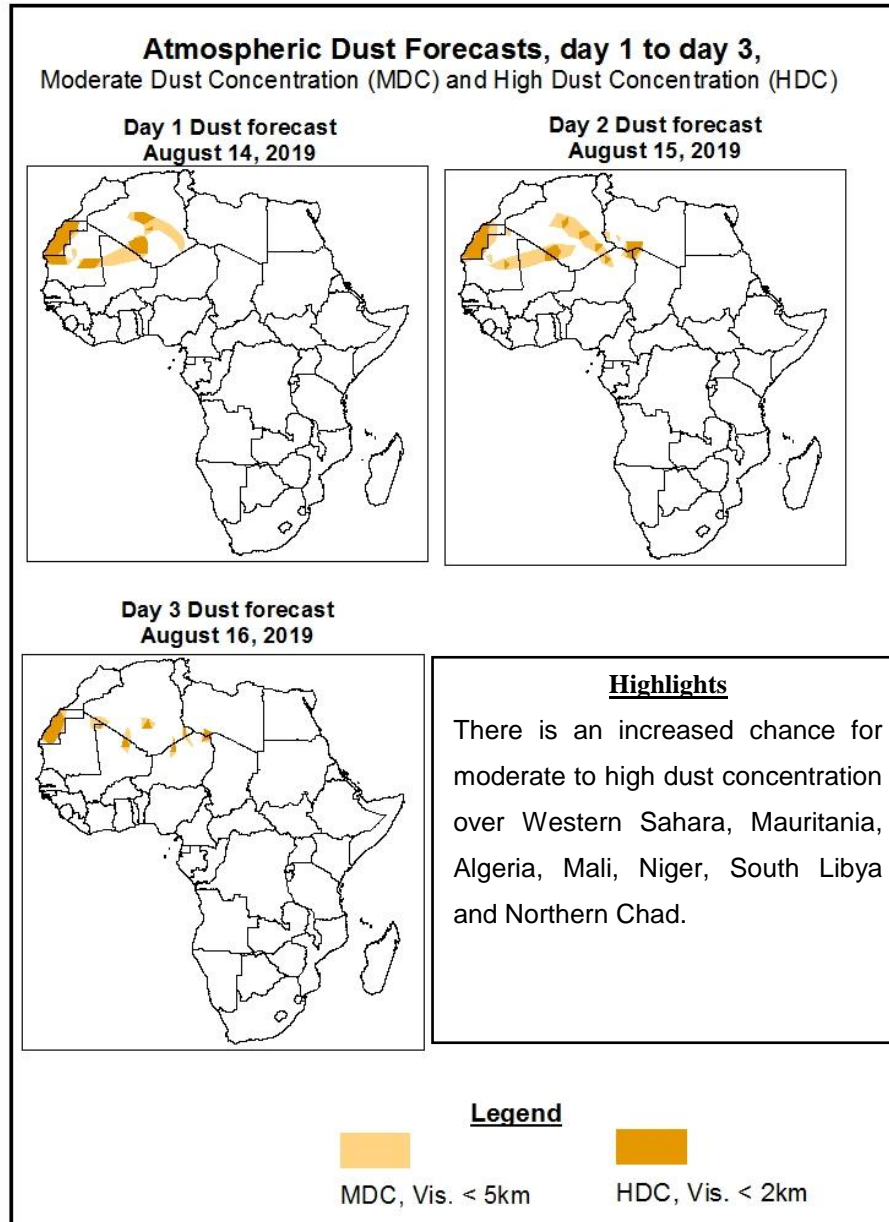 Atmospheric Dust Forecasts, day 1 to day 3,
Moderate Dust Concentration (MDC) and High Dust Concentration (HDC)
Day 1 Dust forecast
August 14, 2019
Day 2 Dust forecast
August 15, 2019
Day 3 Dust forecast
August 16, 2019
Highlights
There is an increased chance for
moderate to high dust concentration
over Western Sahara, Mauritania,
Algeria, Mali, Niger, South Libya
and Northern Chad.
Legend
MDC, Vis. < 5km
HDC, Vis. < 2km